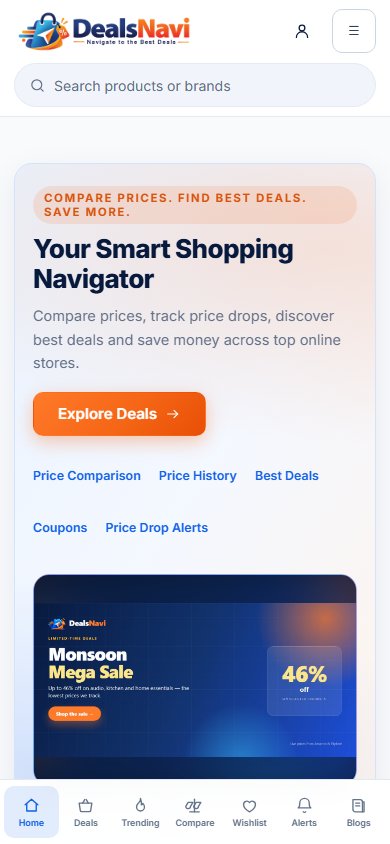 DealsNavi
Navigate to the Best Deals
Search products or brands
COMPARE PRICES. FIND BEST DEALS.
SAVE MORE.
Your Smart Shopping
Navigator
Compare prices, track price drops, discover
best deals and save money across top online
stores.
Explore Deals →
Price Comparison Price History Best Deals
Coupons Price Drop Alerts
DealsNavi
LIMITED-TIME DEALS
Monsoon
Mega Sale
Up to 46% off on audio, kitchen and home essentials — the
lowest prices we track
Shop the sale →
46%
off
Home Deals Trending Compare Wishlist Alerts Blogs